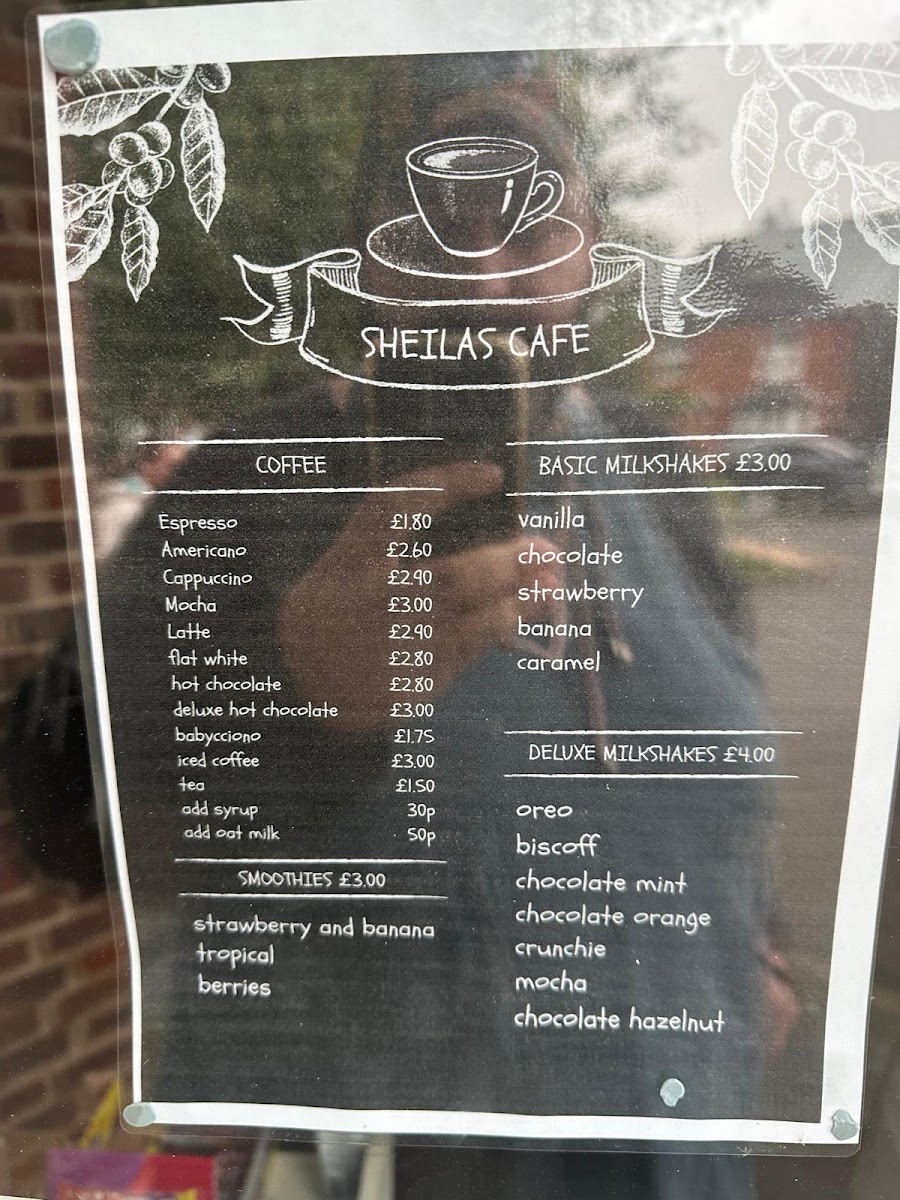 SHEILAS CAFE
COFFEE
Espresso £1.80
Americano £2.60
Cappuccino £2.90
Mocha £3.00
Latte £2.90
flat white £2.80
hot chocolate £2.80
deluxe hot chocolate £3.00
babycciono £1.75
iced coffee £3.00
tea £1.50
add syrup 30p
add oat milk 50p
SMOOTHIES £3.00
strawberry and banana
tropical
berries
BASIC MILKSHAKES £3.00
vanilla
chocolate
strawberry
banana
caramel
DELUXE MILKSHAKES £4.00
oreo
biscoff
chocolate mint
chocolate orange
crunchie
mocha
chocolate hazelnut